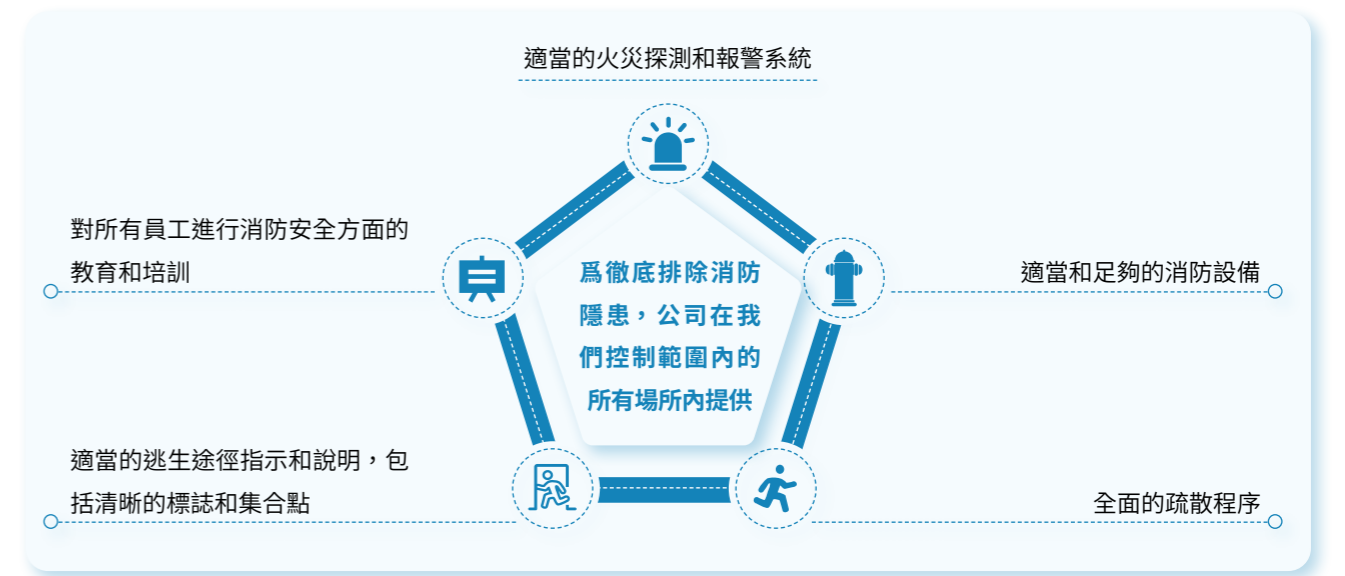 適當的火災探測和報警系統
對所有員工進行消防安全方面的
教育和培訓
爲徹底排除消防
隱患，公司在我
們控制範圍內的
所有場所內提供
適當和足夠的消防設備
適當的逃生途徑指示和說明，包
括清晰的標誌和集合點
全面的疏散程序